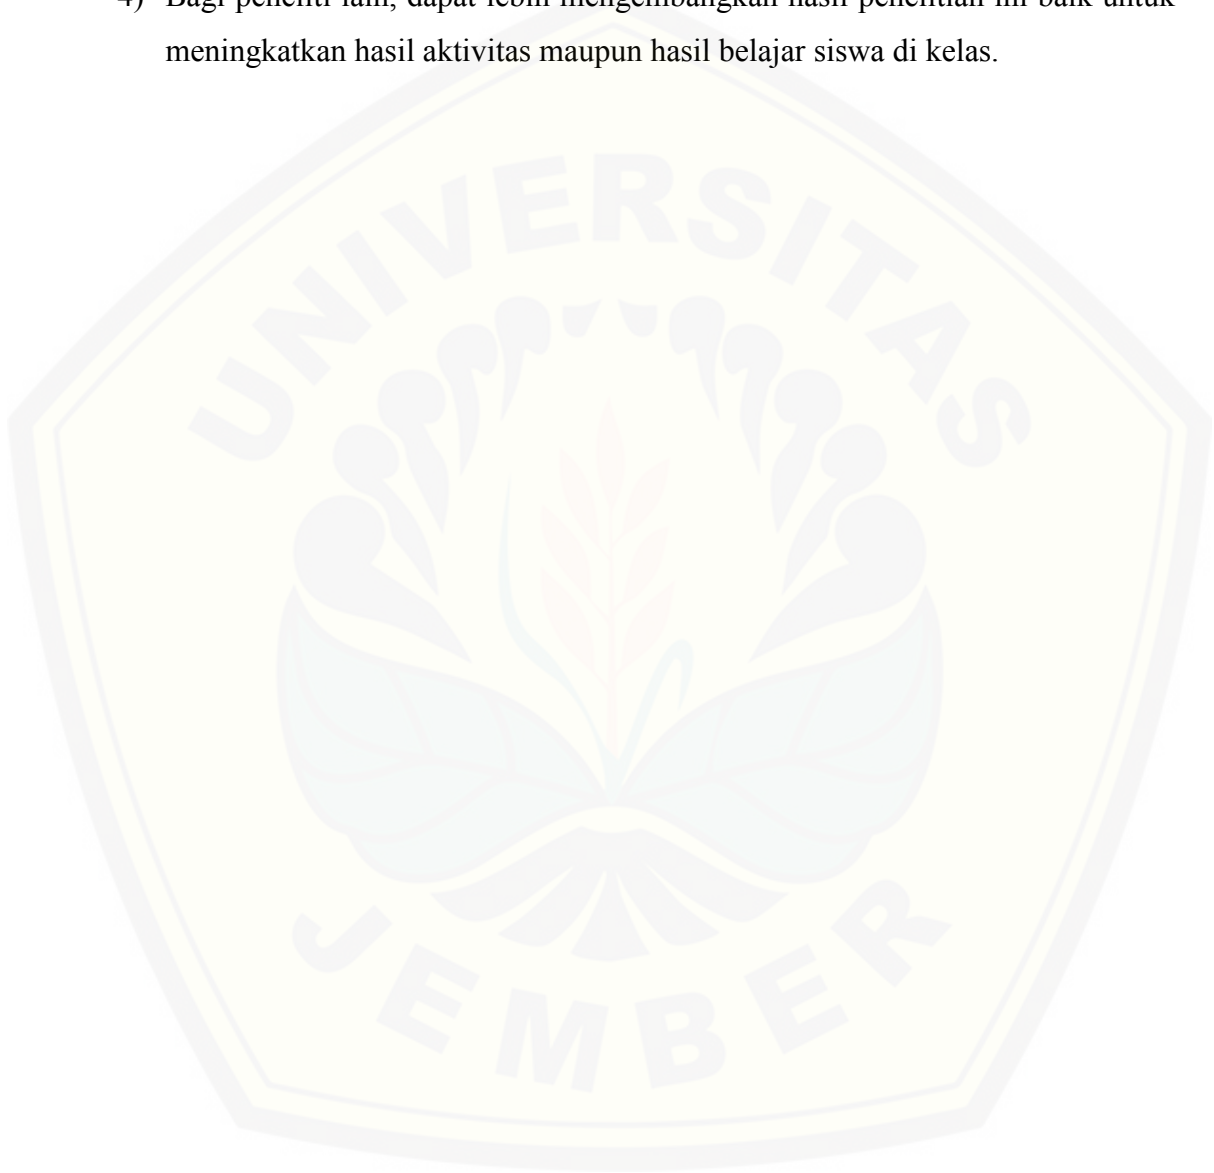 4) Bagi peneliti lain, dapat lebih mengembangkan hasil penelitian ini baik untuk
meningkatkan hasil aktivitas maupun hasil belajar siswa di kelas.
UNIVERSITAS
JEMBER